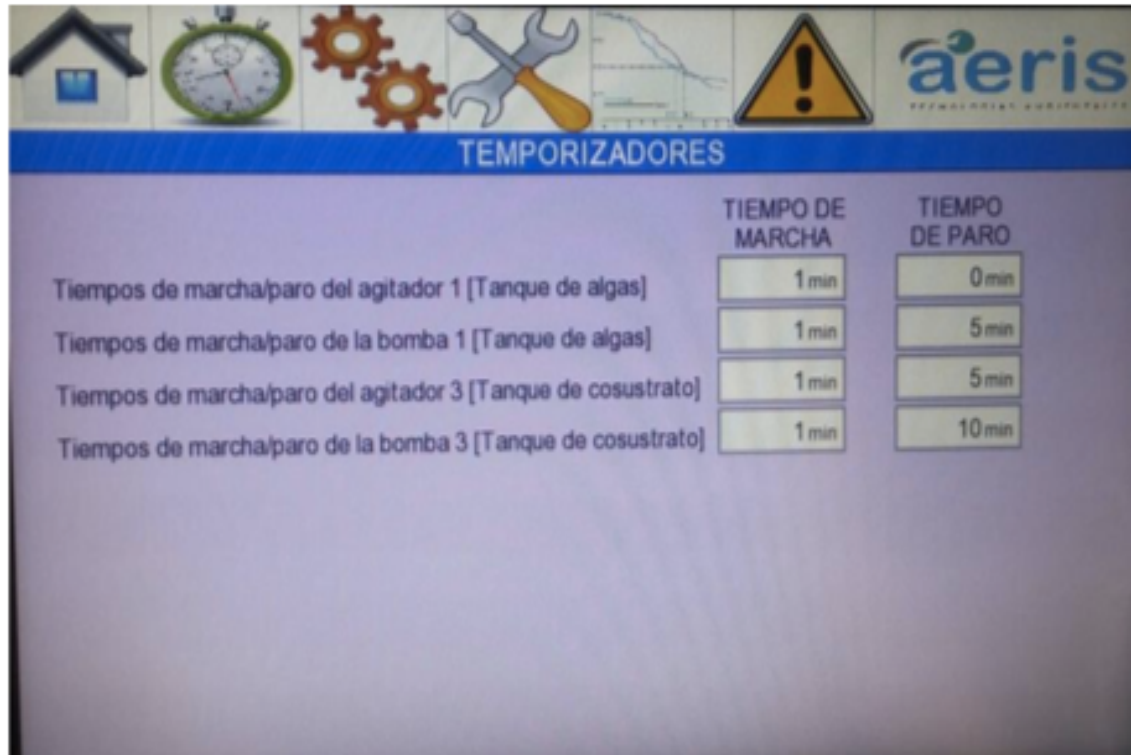 aeris
TEMPORIZADORES
TIEMPO DE
MARCHA
TIEMPO
DE PARO
Tiempos de marcha/paro del agitador 1 [Tanque de algas] 1 min 0 min
Tiempos de marcha/paro de la bomba 1 [Tanque de algas] 1 min 5 min
Tiempos de marcha/paro del agitador 3 [Tanque de cosustrato] 1 min 5 min
Tiempos de marcha/paro de la bomba 3 [Tanque de cosustrato] 1 min 10 min